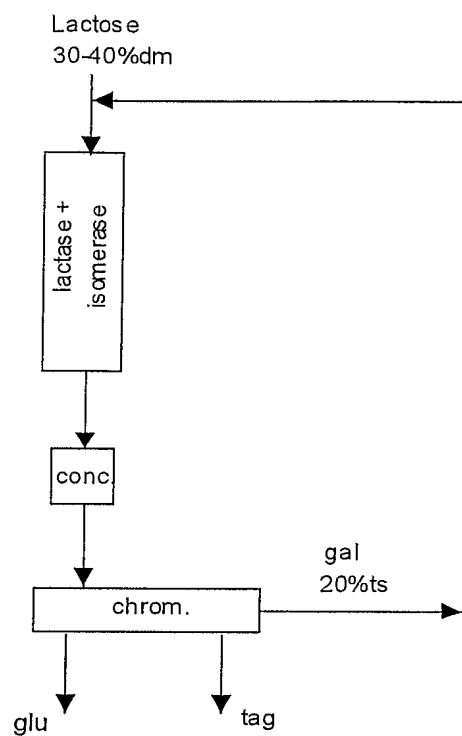 Lactose
30-40%dm
lactase +
isomerase
conc.
gal
20%ts
chrom.
glu
tag